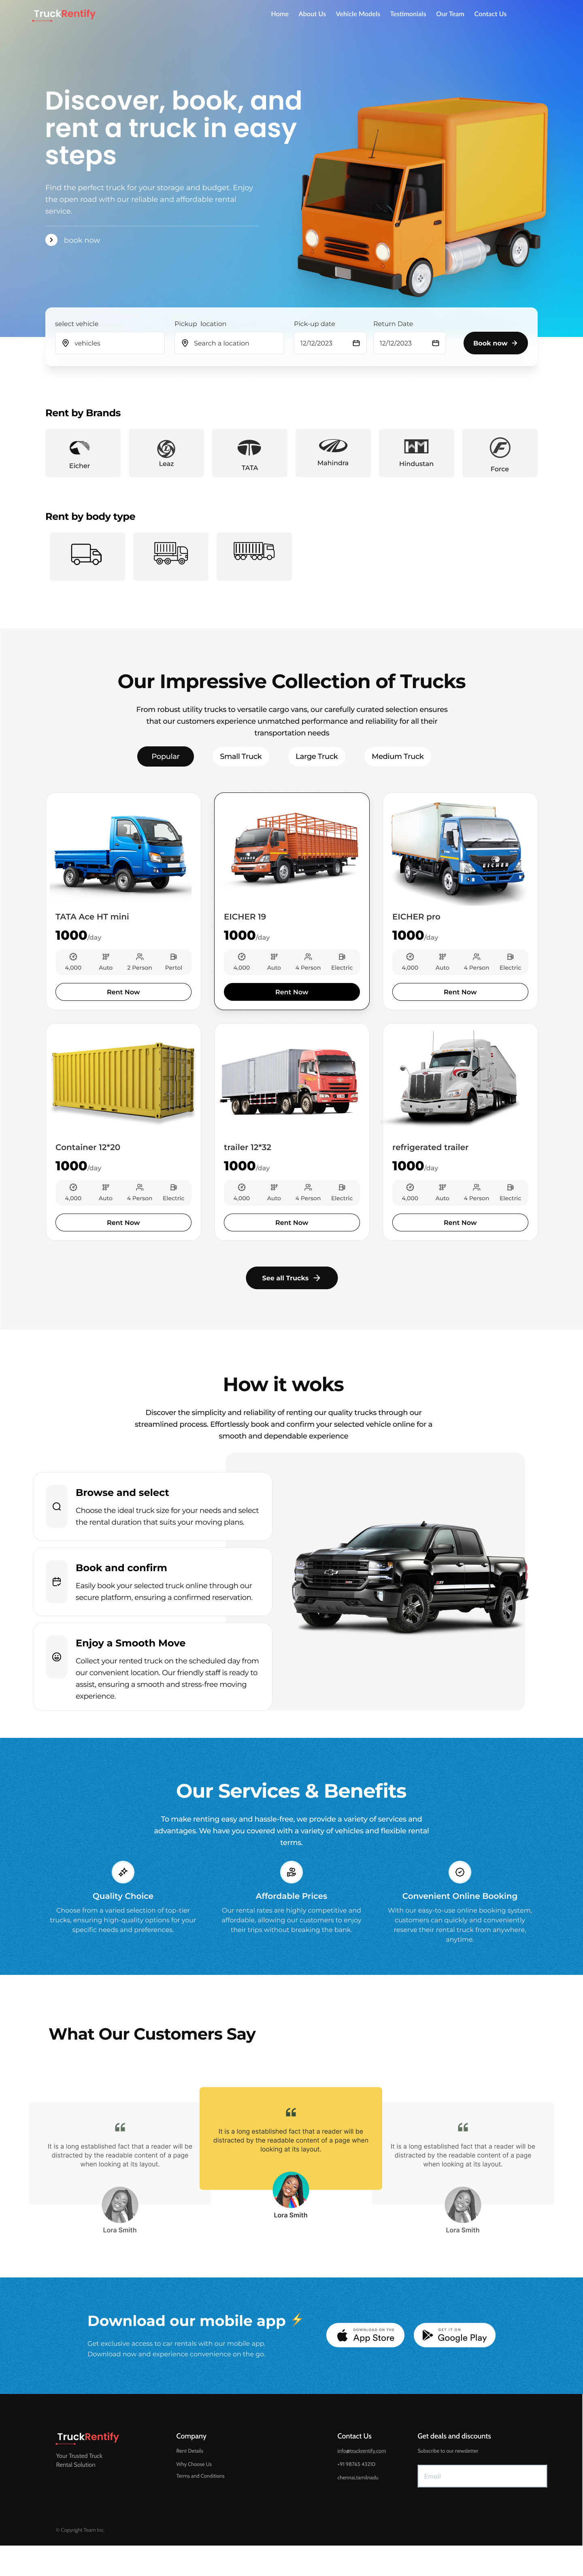 TruckRentify
Home About Us Vehicle Models Testimonials Our Team Contact Us
Discover, book, and
rent a truck in easy
steps
Find the perfect truck for your storage and budget. Enjoy
the open road with our reliable and affordable rental
service.
book now
select vehicle Pickup location Pick-up date Return Date
vehicles Search a location 12/12/2023 12/12/2023 Book now
Rent by Brands
Eicher Leaz TATA Mahindra Hindustan Force
Rent by body type
Our Impressive Collection of Trucks
From robust utility trucks to versatile cargo vans, our carefully curated selection ensures
that our customers experience unmatched performance and reliability for all their
transportation needs
Popular Small Truck Large Truck Medium Truck
EICHER
TATA Ace HT mini EICHER 19 EICHER pro
1000/day 1000/day 1000/day
4,000 Auto 2 Person Pertol 4,000 Auto 4 Person Electric 4,000 Auto 4 Person Electric
Rent Now Rent Now Rent Now
Container 12*20 trailer 12*32 refrigerated trailer
1000/day 1000/day 1000/day
4,000 Auto 4 Person Electric 4,000 Auto 4 Person Electric 4,000 Auto 4 Person Electric
Rent Now Rent Now Rent Now
See all Trucks
How it woks
Discover the simplicity and reliability of renting our quality trucks through our
streamlined process. Effortlessly book and confirm your selected vehicle online for a
smooth and dependable experience
Browse and select
Choose the ideal truck size for your needs and select
the rental duration that suits your moving plans.
Book and confirm
Easily book your selected truck online through our
secure platform, ensuring a confirmed reservation.
Enjoy a Smooth Move
Collect your rented truck on the scheduled day from
our convenient location. Our friendly staff is ready to
assist, ensuring a smooth and stress-free moving
experience.
Our Services & Benefits
To make renting easy and hassle-free, we provide a variety of services and
advantages. We have you covered with a variety of vehicles and flexible rental
terms.
Quality Choice
Choose from a varied selection of top-tier
trucks, ensuring high-quality options for your
specific needs and preferences.
Affordable Prices
Our rental rates are highly competitive and
affordable, allowing our customers to enjoy
their trips without breaking the bank.
Convenient Online Booking
With our easy-to-use online booking system,
customers can quickly and conveniently
reserve their rental truck from anywhere,
anytime.
What Our Customers Say
It is a long established fact that a reader will be
distracted by the readable content of a page
when looking at its layout.
Lora Smith
It is a long established fact that a reader will be
distracted by the readable content of a page when
looking at its layout.
Lora Smith
It is a long established fact that a reader will be
distracted by the readable content of a page
when looking at its layout.
Lora Smith
Download our mobile app ⚡
Get exclusive access to car rentals with our mobile app.
Download now and experience convenience on the go.
DOWNLOAD ON THE
App Store
GET IT ON
Google Play
TruckRentify
Your Trusted Truck
Rental Solution
Company
Rent Details
Why Choose Us
Terms and Conditions
Contact Us
info@truckrentify.com
+91 98765 43210
chennai,tamilnadu
Get deals and discounts
Subscribe to our newsletter
Email
© Copyright Team Inc.